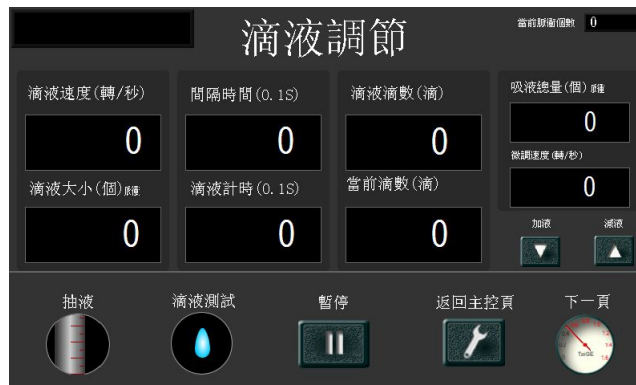 滴液調節
當前脈衝個數 0
滴液速度(轉/秒)
0
間隔時間(0.1S)
0
滴液滴數(滴)
0
吸液總量(個)
0
滴液大小(個)
0
滴液計時(0.1S)
0
當前滴數(滴)
0
微調速度(轉/秒)
0
加液
減液
抽液
滴液測試
暫停
返回主控頁
下一頁